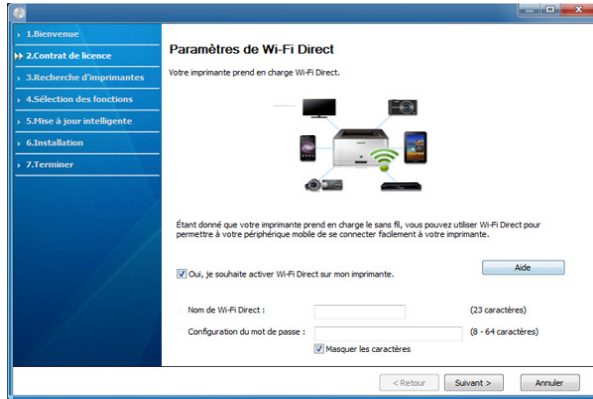 1.Bienvenue
2.Contrat de licence
3.Recherche d'imprimantes
4.Sélection des fonctions
5.Mise à jour intelligente
6.Installation
7.Terminer
Paramètres de Wi-Fi Direct
Votre imprimante prend en charge Wi-Fi Direct.
Étant donné que votre imprimante prend en charge le sans fil, vous pouvez utiliser Wi-Fi Direct pour
permettre à votre périphérique mobile de se connecter facilement à votre imprimante.
Oui, je souhaite activer Wi-Fi Direct sur mon imprimante.
Aide
Nom de Wi-Fi Direct :
(23 caractères)
Configuration du mot de passe :
(8 - 64 caractères)
Masquer les caractères
< Retour
Suivant >
Annuler